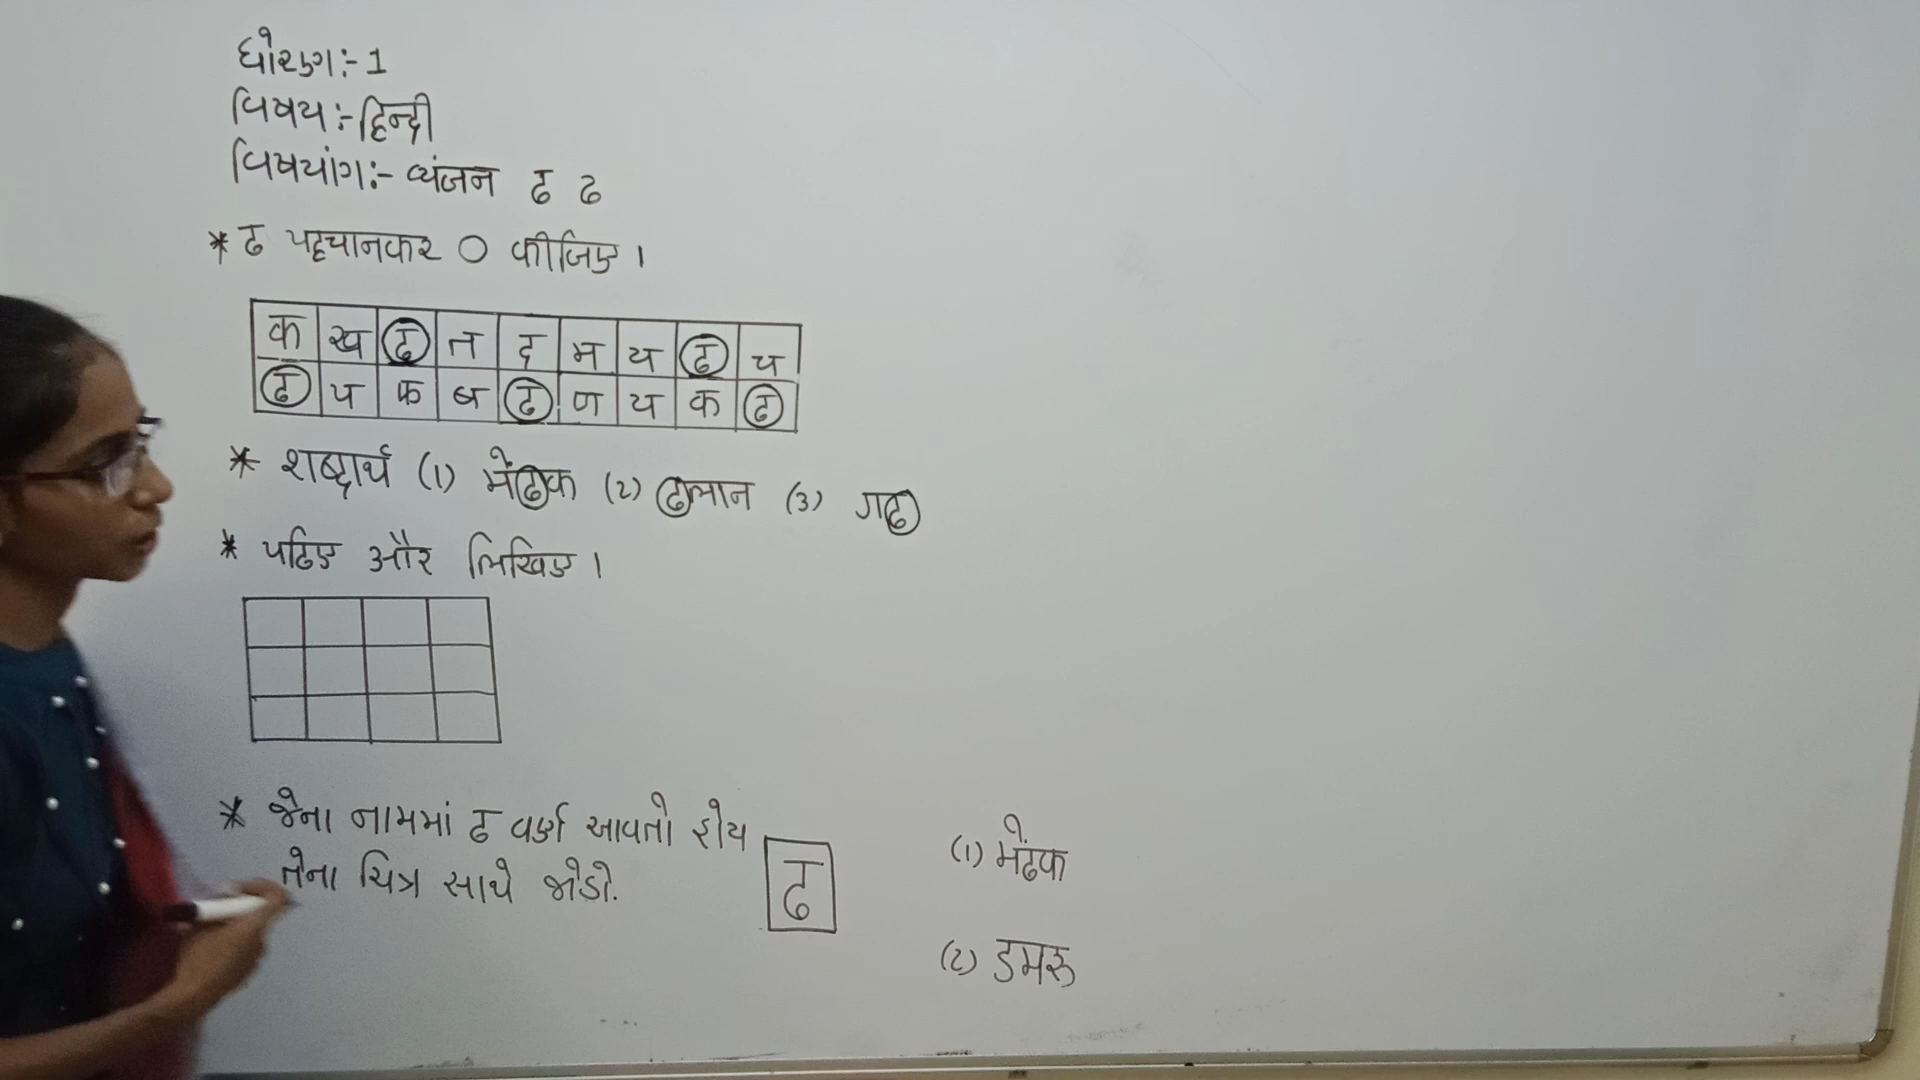 ધોરણ:- 1
વિષય:- हिन्दी
વિષયાંગ:- व्यंजन ढ ઢ
* ढ पहचानकर ○ कीजिए।
क ख ढ न द म य ढ च
ढ प फ ब ढ ण य क ढ
* शब्दार्थ (1) मेंढक (2) ढलान (3) गढ
* पढिए और लिखिए।
* જેના નામમાં ढ વર્ણ આવતો હોય
તેના ચિત્ર સાથે જોડો.
ढ
(1) मेंढक
(2) डमरू